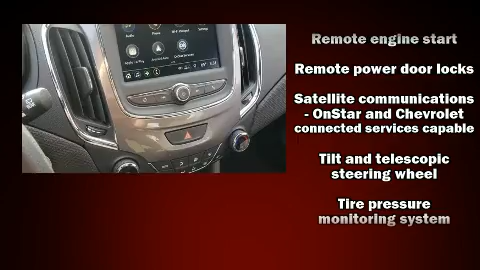 Remote engine start
Remote power door locks
Satellite communications
- OnStar and Chevrolet
connected services capable
Tilt and telescopic
steering wheel
Tire pressure
monitoring system